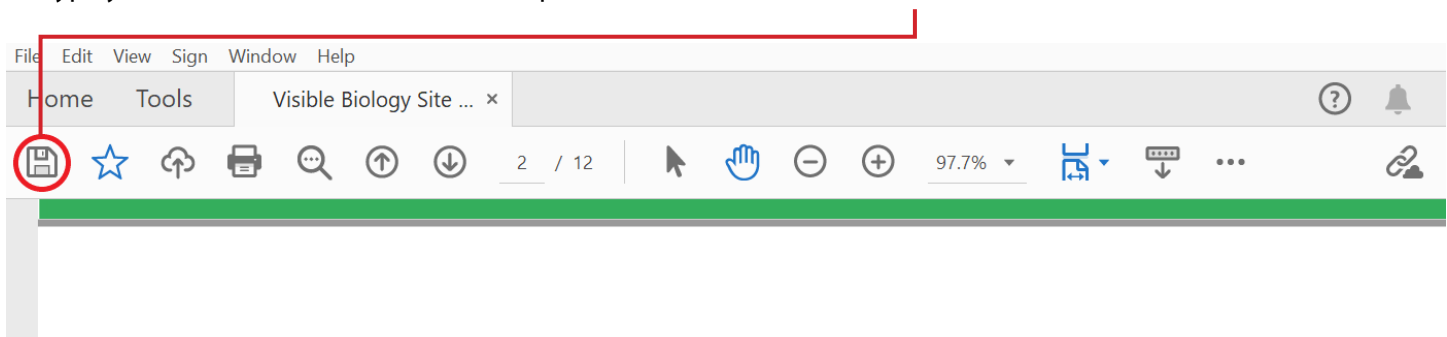 File Edit View Sign Window Help
Home Tools Visible Biology Site ... ×
2 / 12 97.7%